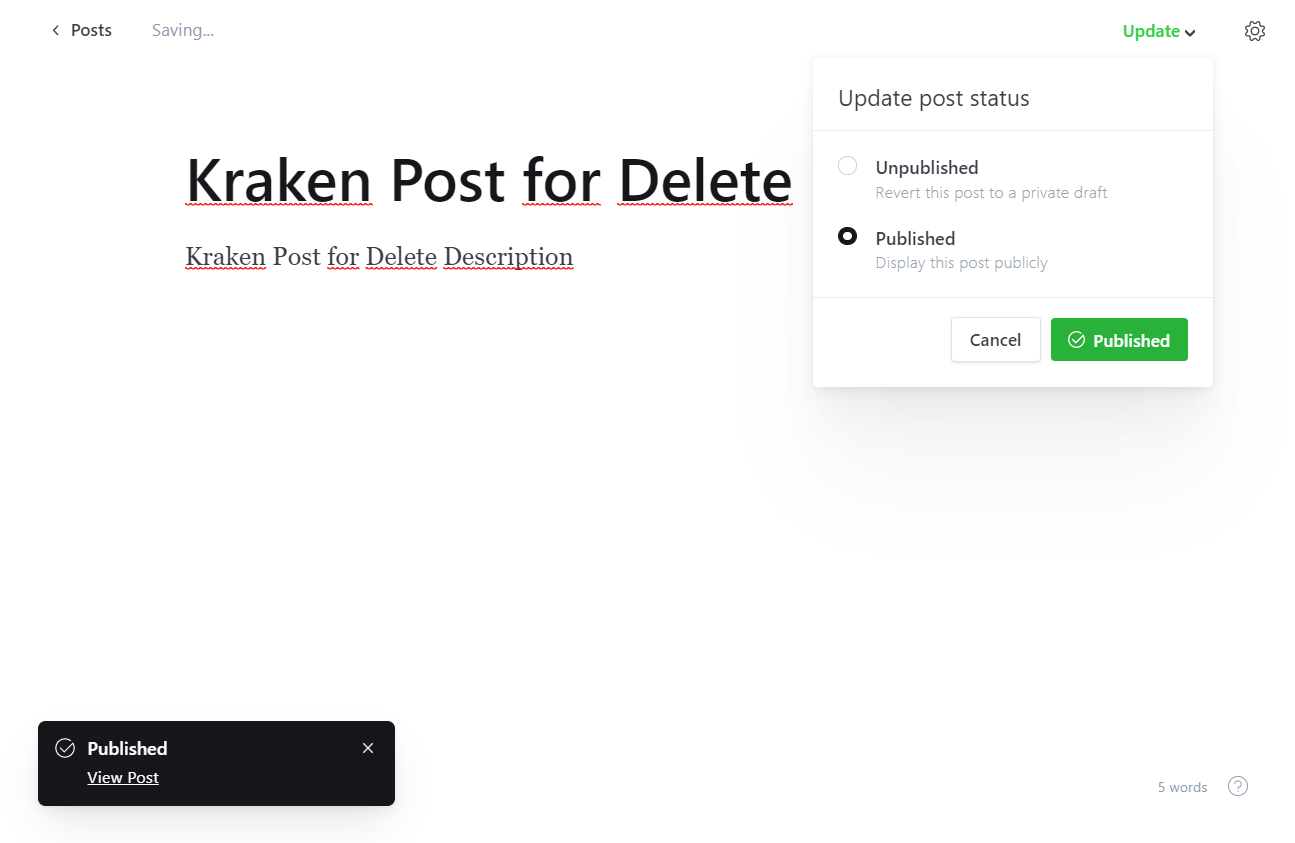 Posts
Saving...
Update
Update post status
Unpublished
Revert this post to a private draft
Published
Display this post publicly
Cancel
Published
Kraken Post for Delete
Kraken Post for Delete Description
Published
View Post
5 words
?